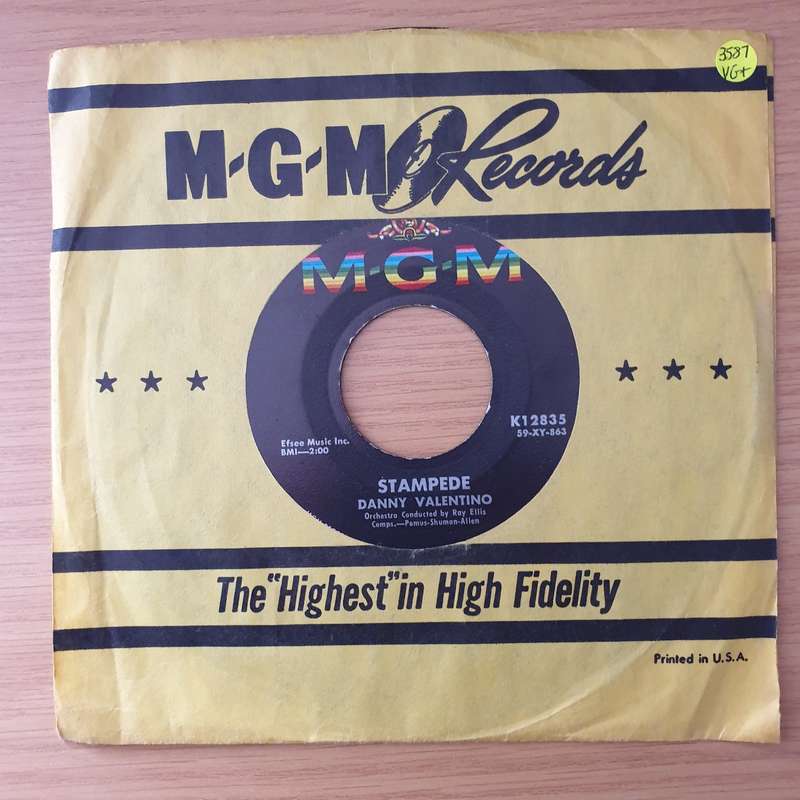 3587
VG+
M-G-M Records
M-G-M
K12835
59-XY-863
Efsee Music Inc.
BMI—2:00
STAMPEDE
DANNY VALENTINO
Orchestra Conducted by Ray Ellis
Comps.—Pomus-Shuman-Allen
The "Highest" in High Fidelity
Printed in U.S.A.